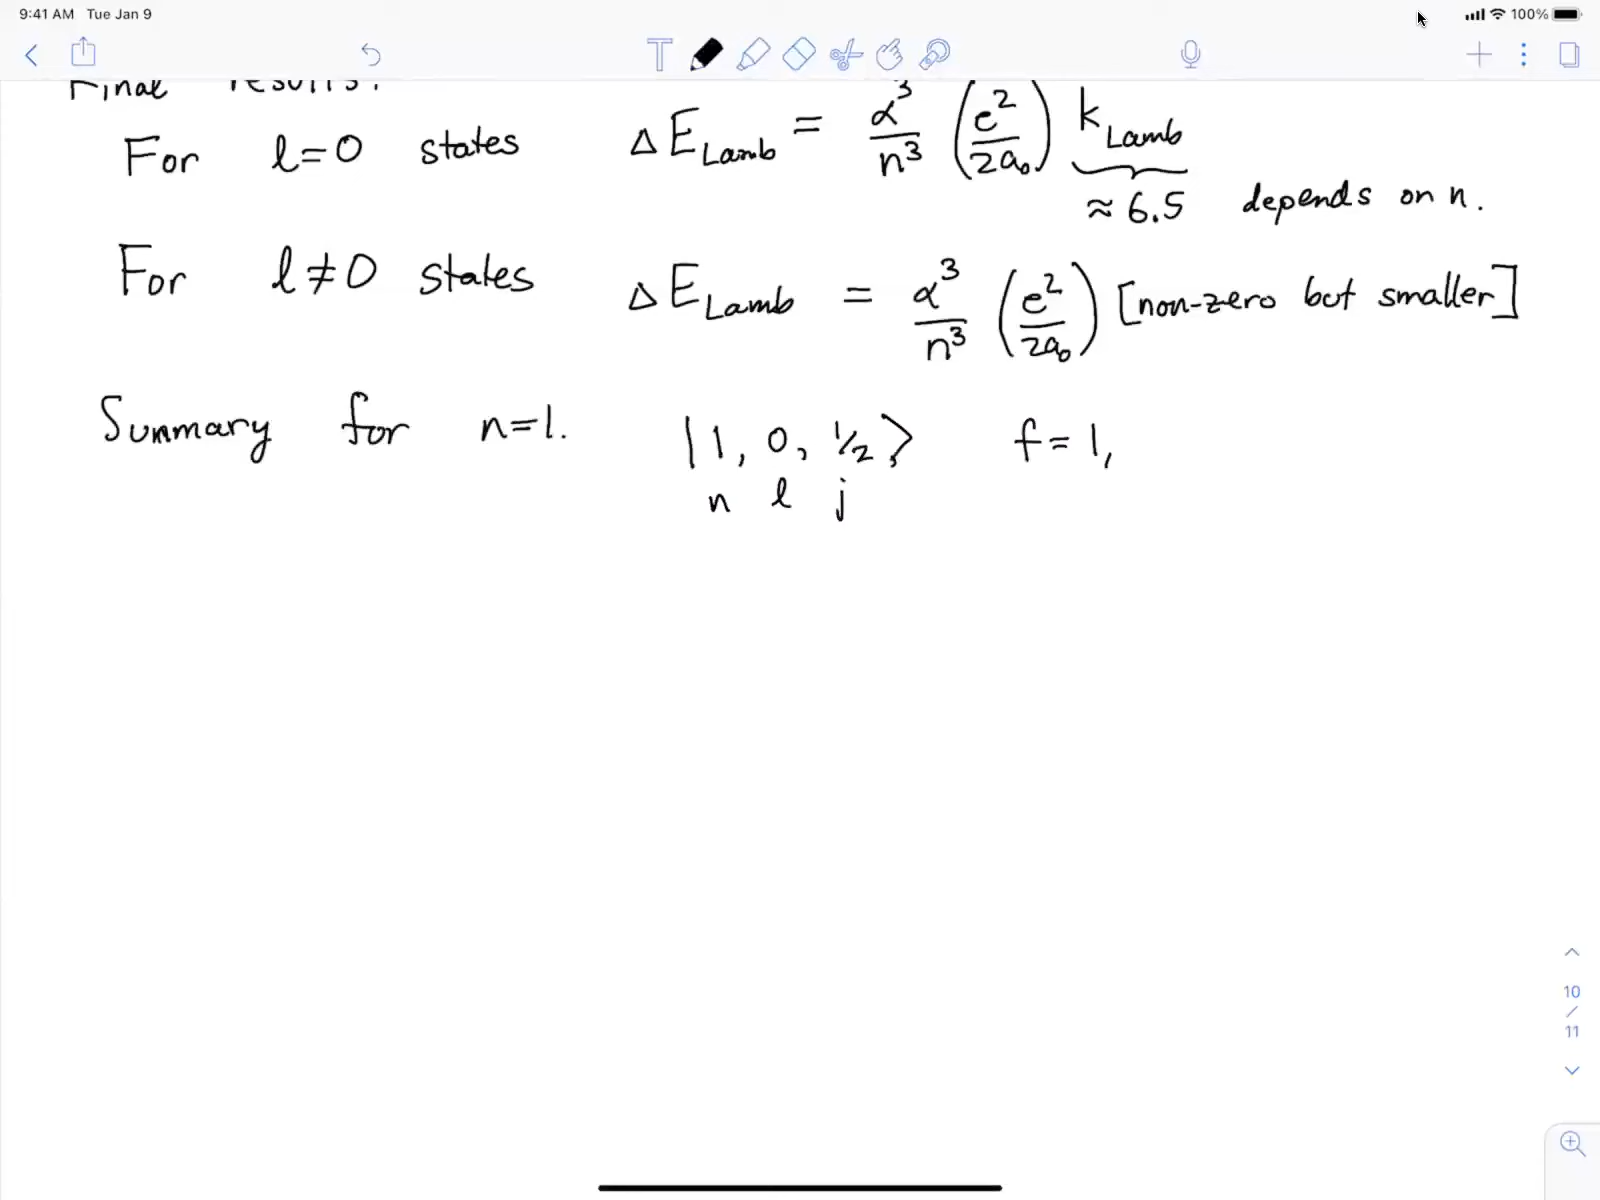 9:41 AM Tue Jan 9 100%
T
Final results:
For l=0 states ΔE_Lamb = α³/n³ (e²/2a₀) k_Lamb
≈ 6.5 depends on n.
For l≠0 states ΔE_Lamb = α³/n³ (e²/2a₀) [non-zero but smaller]
Summary for n=1. |1, 0, 1/2⟩ f=1,
n l j
10
/
11